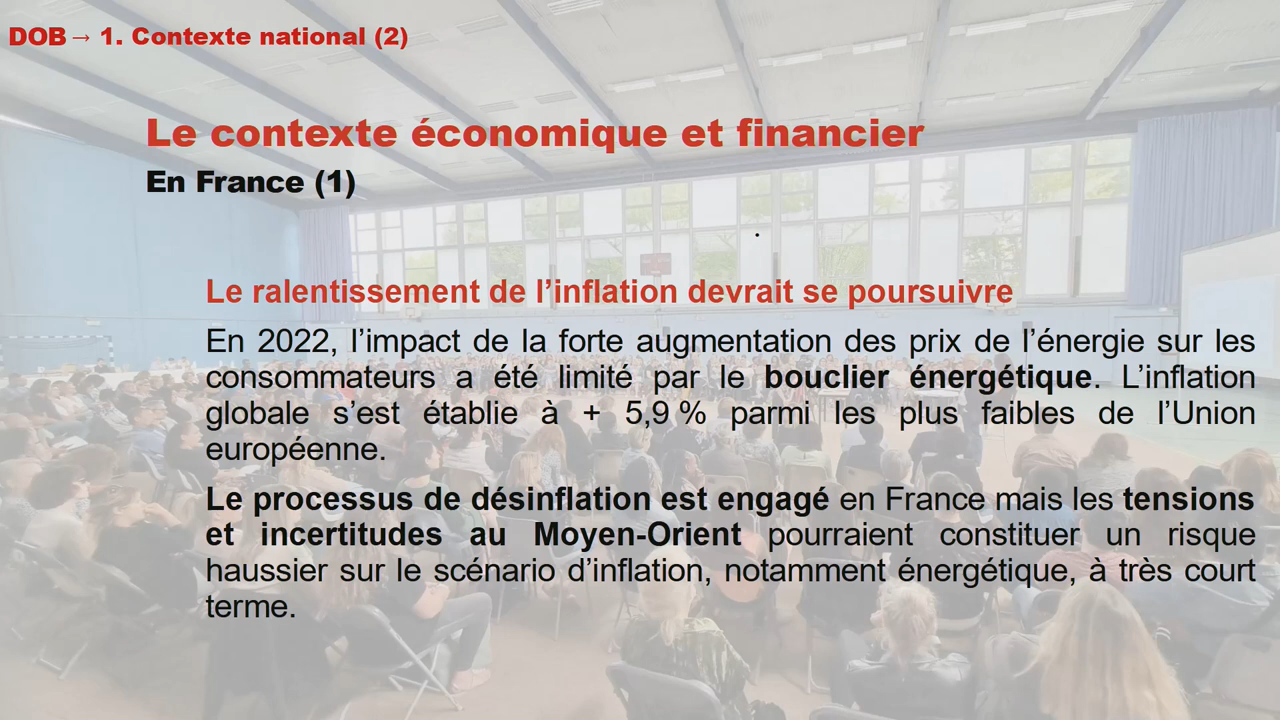 DOB → 1. Contexte national (2)
Le contexte économique et financier
En France (1)
.
Le ralentissement de l’inflation devrait se poursuivre
En 2022, l’impact de la forte augmentation des prix de l’énergie sur les
consommateurs a été limité par le bouclier énergétique. L’inflation
globale s’est établie à + 5,9 % parmi les plus faibles de l’Union
européenne.
Le processus de désinflation est engagé en France mais les tensions
et incertitudes au Moyen-Orient pourraient constituer un risque
haussier sur le scénario d’inflation, notamment énergétique, à très court
terme.